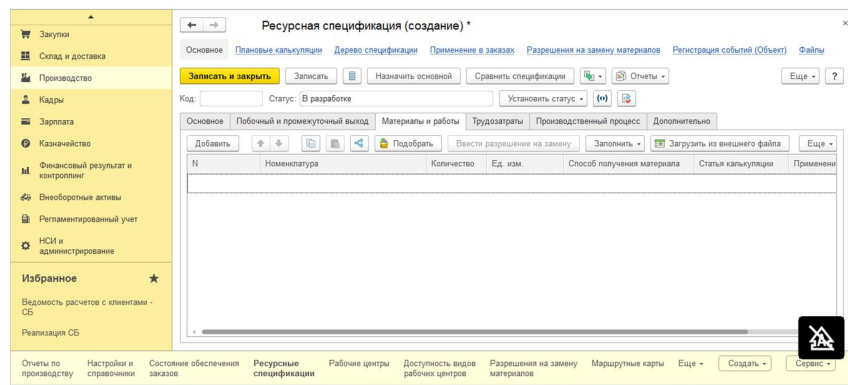 Ресурсная спецификация (создание) *
Закупки
Склад и доставка
Производство
Кадры
Зарплата
Казначейство
Финансовый результат и
контроллинг
Внеоборотные активы
Регламентированный учет
НСИ и
администрирование
Избранное
Ведомость расчетов с клиентами -
СБ
Реализация СБ
Основное Плановые калькуляции Дерево спецификации Применение в заказах Разрешения на замену материалов Регистрация событий (Объект) Файлы
Записать и закрыть Записать Назначить основной Сравнить спецификации Отчеты Еще ?
Код: Статус: В разработке Установить статус
Основное Побочный и промежуточный выход Материалы и работы Трудозатраты Производственный процесс Дополнительно
Добавить Подобрать Ввести разрешение на замену Заполнить Загрузить из внешнего файла Еще
N Номенклатура Количество Ед. изм. Способ получения материала Статья калькуляции Применени
Отчеты по
производству
Настройки и
справочники
Состояние обеспечения
заказов
Ресурсные
спецификации
Рабочие центры
Доступность видов
рабочих центров
Разрешения на замену
материалов
Маршрутные карты
Еще
Создать
Сервис